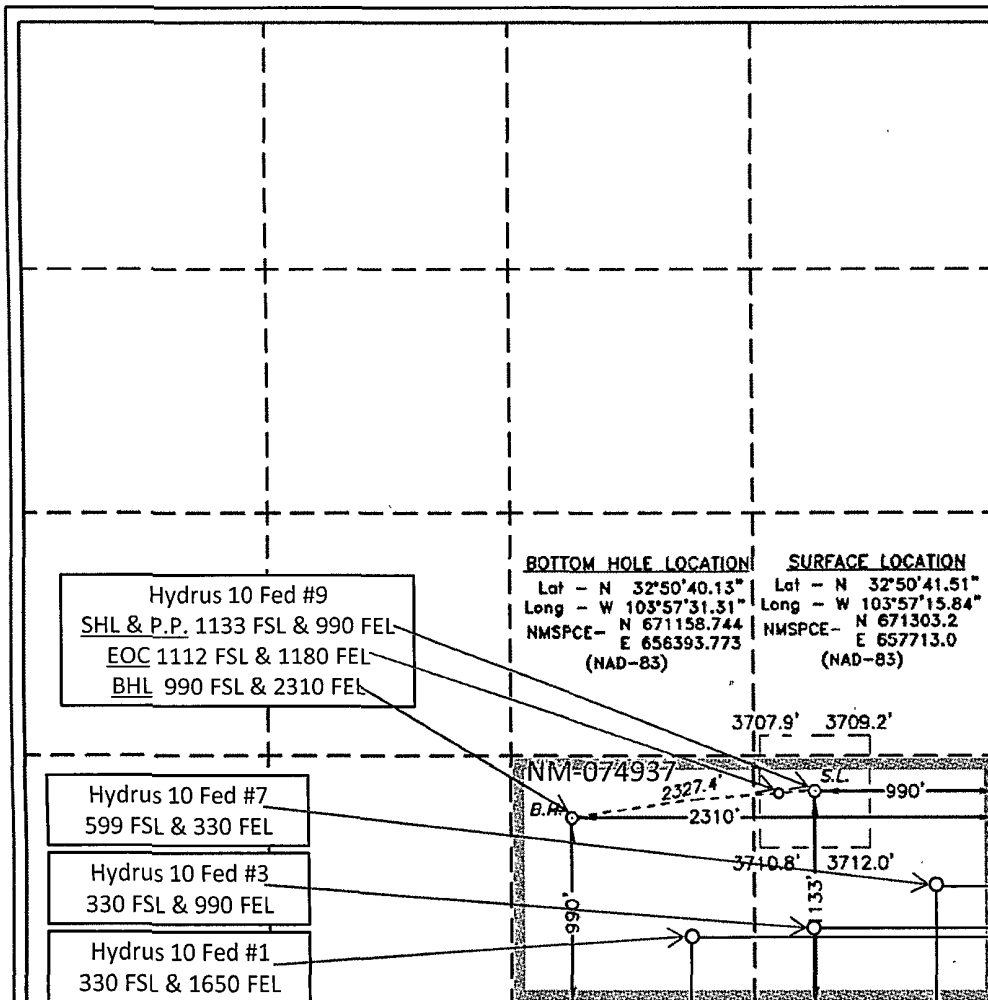 BOTTOM HOLE LOCATION
Lat - N 32°50'40.13"
Long - W 103°57'31.31"
NMSPCE- N 671158.744
E 656393.773
(NAD-83)
SURFACE LOCATION
Lat - N 32°50'41.51"
Long - W 103°57'15.84"
NMSPCE- N 671303.2
E 657713.0
(NAD-83)
Hydrus 10 Fed #9
SHL & P.P. 1133 FSL & 990 FEL
EOC 1112 FSL & 1180 FEL
BHL 990 FSL & 2310 FEL
3707.9' 3709.2'
NM-074937
2327.4'
S.L.
990'
B.H.
2310'
3710.8' 3712.0'
990'
1133'
Hydrus 10 Fed #7
599 FSL & 330 FEL
Hydrus 10 Fed #3
330 FSL & 990 FEL
Hydrus 10 Fed #1
330 FSL & 1650 FEL